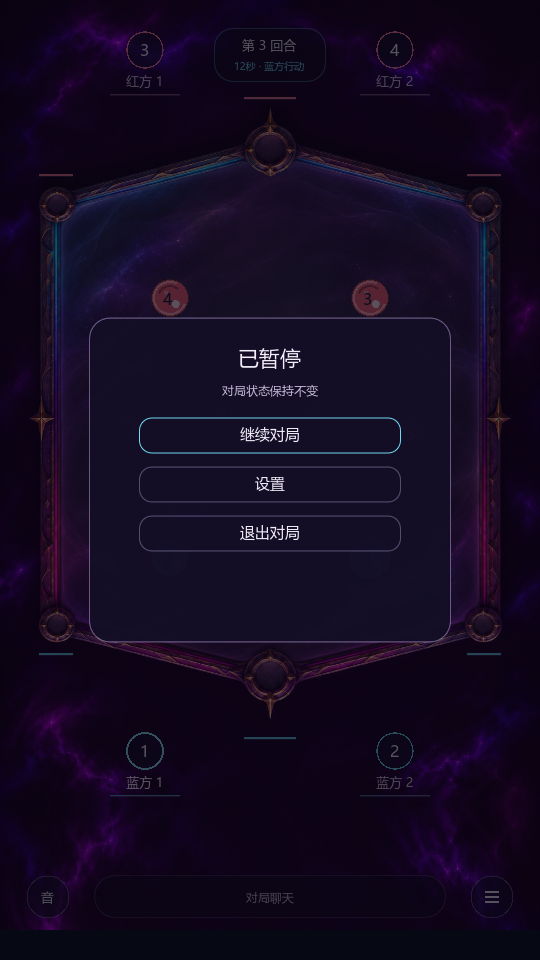 3
第 3 回合
4
12秒 · 蓝方行动
红方 1
红方 2
4
3
已暂停
对局状态保持不变
继续对局
设置
退出对局
1
2
蓝方 1
蓝方 2
音
对局聊天